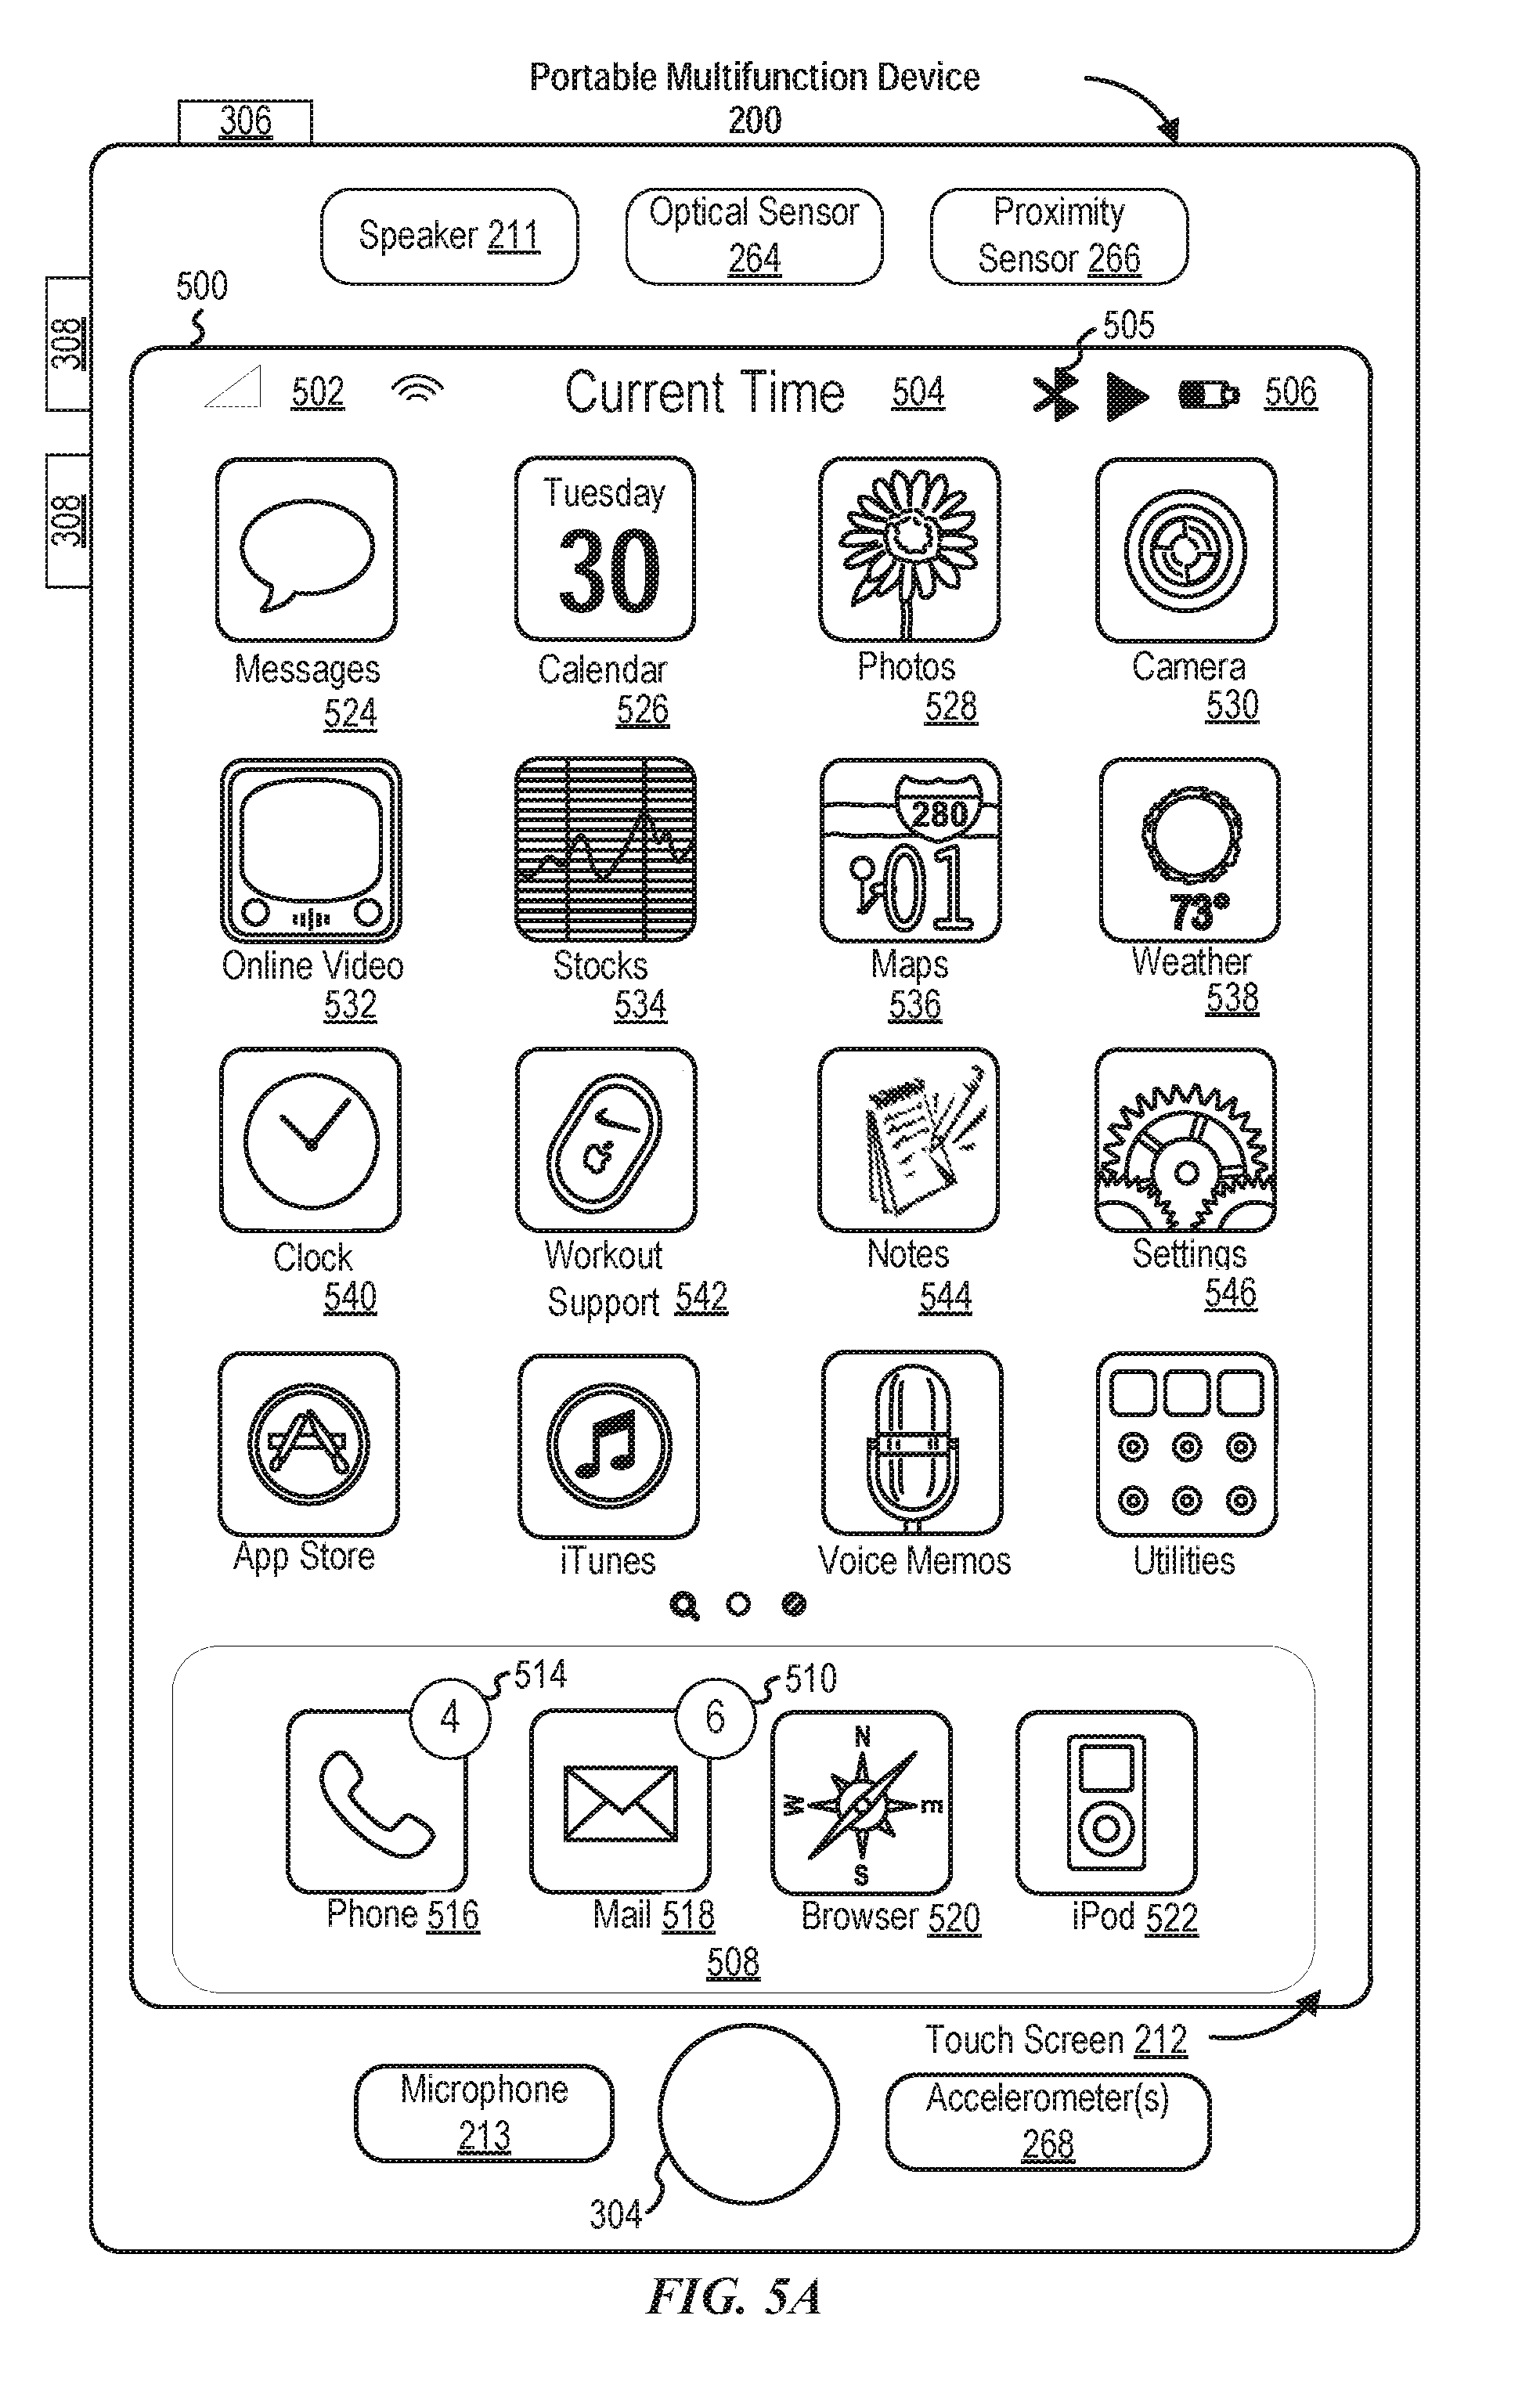 Portable Multifunction Device
200
306
Speaker 211
Optical Sensor
264
Proximity
Sensor 266
500
505
308
308
502
Current Time
504
506
Tuesday
30
Messages
524
Calendar
526
Photos
528
Camera
530
280
01
73°
Online Video
532
Stocks
534
Maps
536
Weather
538
Clock
540
Workout
Support 542
Notes
544
Settings
546
App Store
iTunes
Voice Memos
Utilities
4
514
6
510
N
W
E
S
Phone 516
Mail 518
Browser 520
iPod 522
508
Touch Screen 212
Microphone
213
Accelerometer(s)
268
304
FIG. 5A